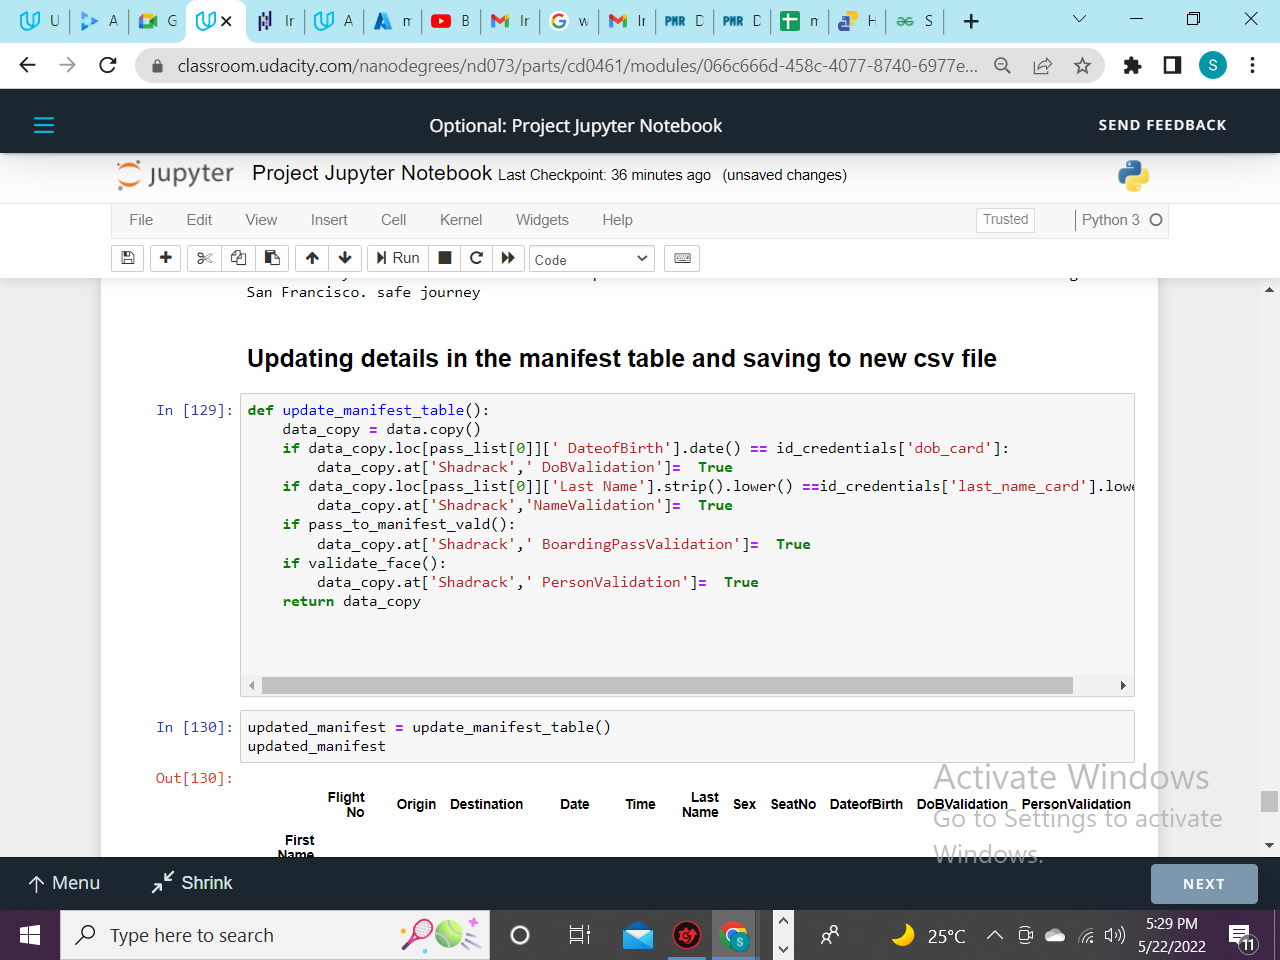 U
A
G
Ir
A
m
B
Ir
w
Ir
PMR
PMR
m
H
S
classroom.udacity.com/nanodegrees/nd073/parts/cd0461/modules/066c666d-458c-4077-8740-6977e...
S
Optional: Project Jupyter Notebook
SEND FEEDBACK
jupyter Project Jupyter Notebook Last Checkpoint: 36 minutes ago (unsaved changes)
File Edit View Insert Cell Kernel Widgets Help
Trusted
Python 3
Run
Code
San Francisco. safe journey
Updating details in the manifest table and saving to new csv file
In [129]:
def update_manifest_table():
data_copy = data.copy()
if data_copy.loc[pass_list[0]][' DateofBirth'].date() == id_credentials['dob_card']:
data_copy.at['Shadrack',' DoBValidation']= True
if data_copy.loc[pass_list[0]]['Last Name'].strip().lower() ==id_credentials['last_name_card'].lowe
data_copy.at['Shadrack','NameValidation']= True
if pass_to_manifest_vald():
data_copy.at['Shadrack',' BoardingPassValidation']= True
if validate_face():
data_copy.at['Shadrack',' PersonValidation']= True
return data_copy
In [130]:
updated_manifest = update_manifest_table()
updated_manifest
Out[130]:
Flight No Origin Destination Date Time Last Name Sex SeatNo DateofBirth DoBValidation PersonValidation
First Name
Activate Windows
Go to Settings to activate
Windows.
Menu
Shrink
NEXT
Type here to search
S
25°C
5:29 PM
5/22/2022
11